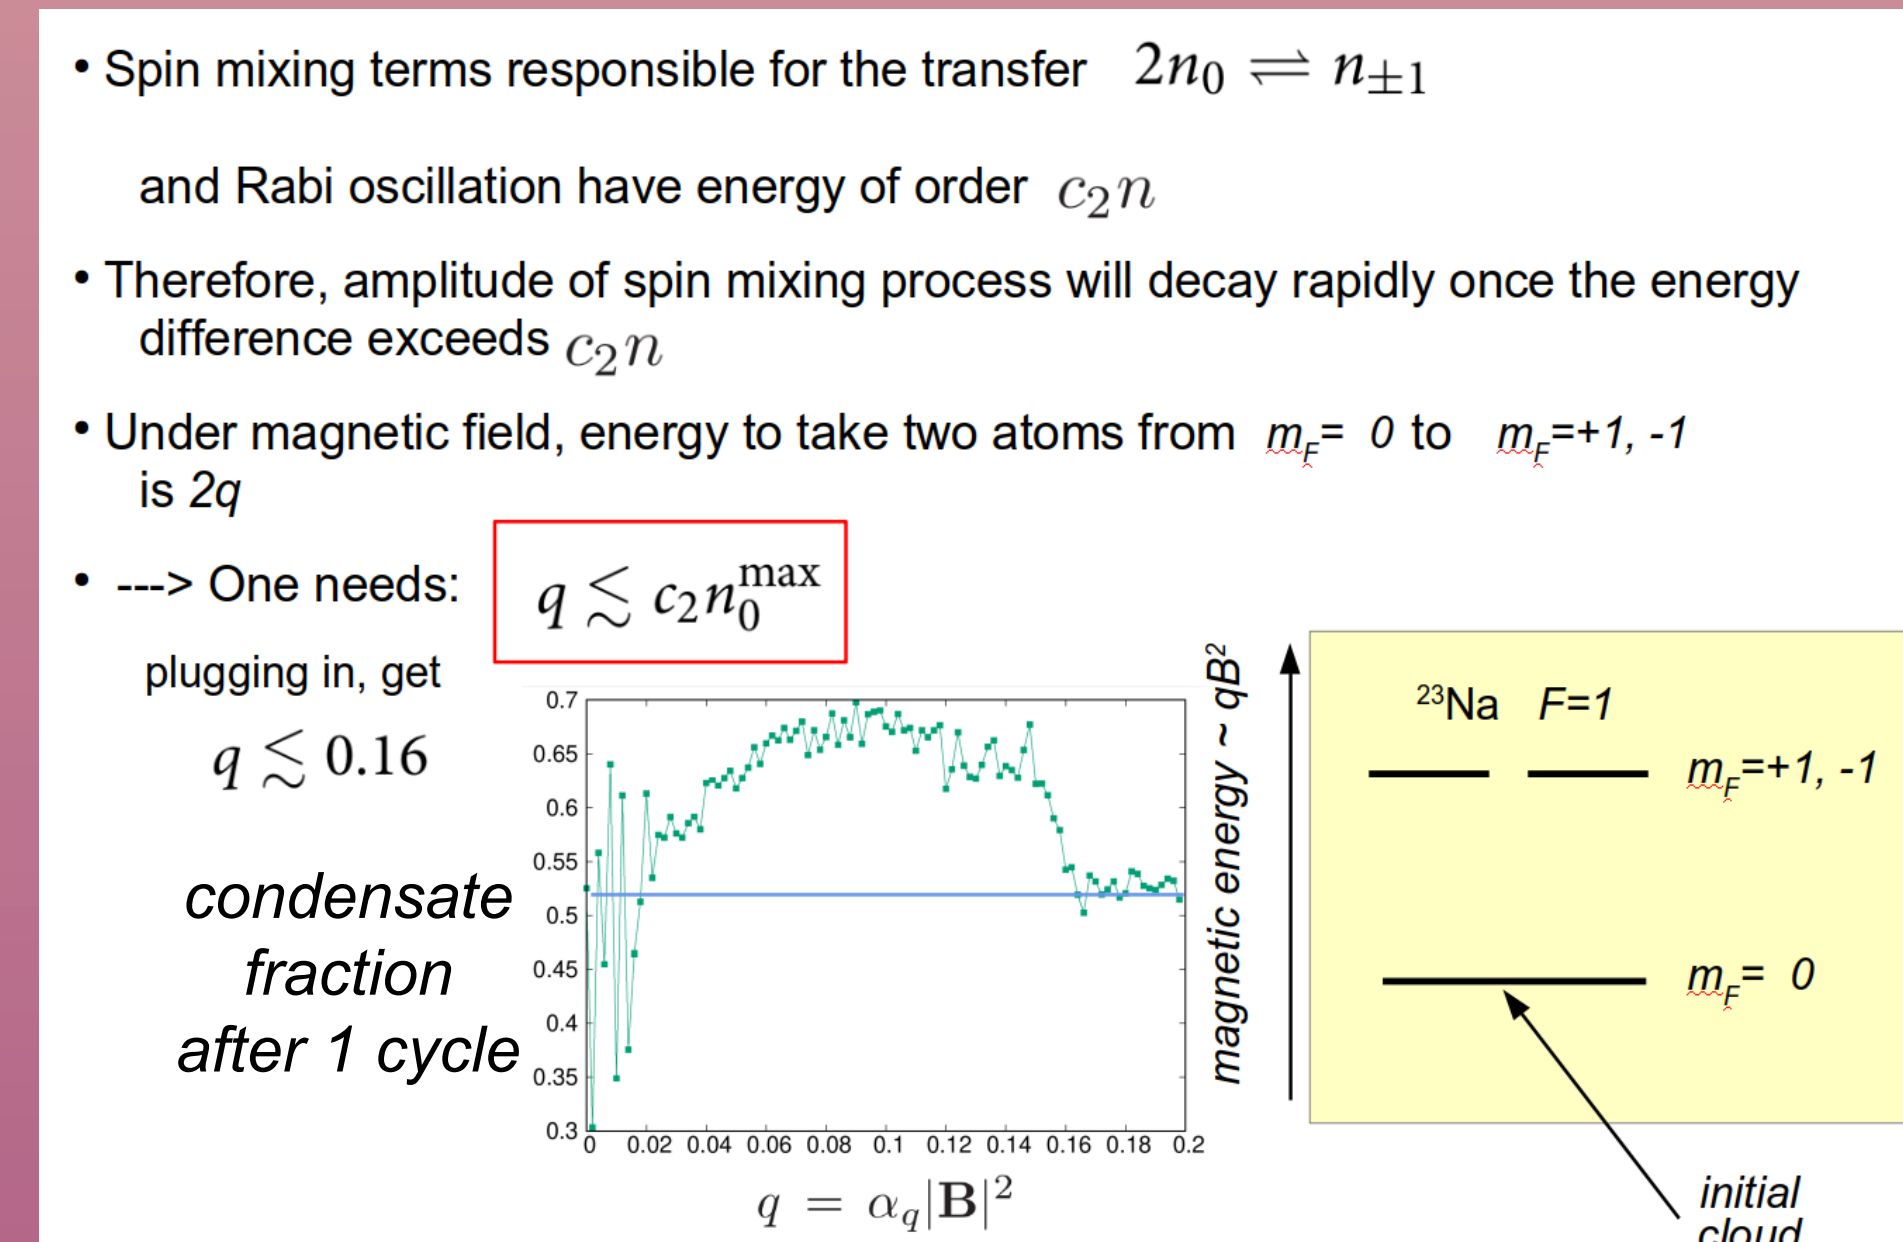 • Spin mixing terms responsible for the transfer 2n₀ ⇌ n±₁
and Rabi oscillation have energy of order c₂n
• Therefore, amplitude of spin mixing process will decay rapidly once the energy
difference exceeds c₂n
• Under magnetic field, energy to take two atoms from m_F= 0 to m_F=+1, -1
is 2q
• ---> One needs: q ≲ c₂n₀^max
plugging in, get
q ≲ 0.16
condensate
fraction
after 1 cycle
0.7
0.65
0.6
0.55
0.5
0.45
0.4
0.35
0.3
0 0.02 0.04 0.06 0.08 0.1 0.12 0.14 0.16 0.18 0.2
q = α_q|B|²
magnetic energy ~ qB²
²³Na F=1
m_F=+1, -1
m_F= 0
initial
cloud